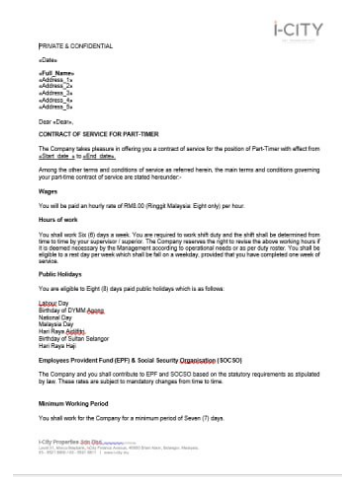 i-CITY
PRIVATE & CONFIDENTIAL
«Date»
«Full_Name»
«Address_1»
«Address_2»
«Address_3»
«Address_4»
«Address_5»
Dear «Dear»,
CONTRACT OF SERVICE FOR PART-TIMER
The Company takes pleasure in offering you a contract of service for the position of Part-Timer with effect from
«Start_date_» to «End_date».
Among the other terms and conditions of service as referred herein, the main terms and conditions governing
your part-time contract of service are stated hereunder:-
Wages
You will be paid an hourly rate of RM8.00 (Ringgit Malaysia: Eight only) per hour.
Hours of work
You shall work Six (6) days a week. You are required to work shift duty and the shift shall be determined from
time to time by your supervisor / superior. The Company reserves the right to revise the above working hours if
it is deemed necessary by the Management according to operational needs or as per duty roster. You shall be
eligible to a rest day per week which shall be fall on a weekday, provided that you have completed one week of
service.
Public Holidays
You are eligible to Eight (8) days paid public holidays which is as follows:
Labour Day
Birthday of DYMM Agong
National Day
Malaysia Day
Hari Raya Aidilfitri
Birthday of Sultan Selangor
Hari Raya Haji
Employees Provident Fund (EPF) & Social Security Organisation (SOCSO)
The Company and you shall contribute to EPF and SOCSO based on the statutory requirements as stipulated
by law. These rates are subject to mandatory changes from time to time.
Minimum Working Period
You shall work for the Company for a minimum period of Seven (7) days.
i-City Properties Sdn Bhd